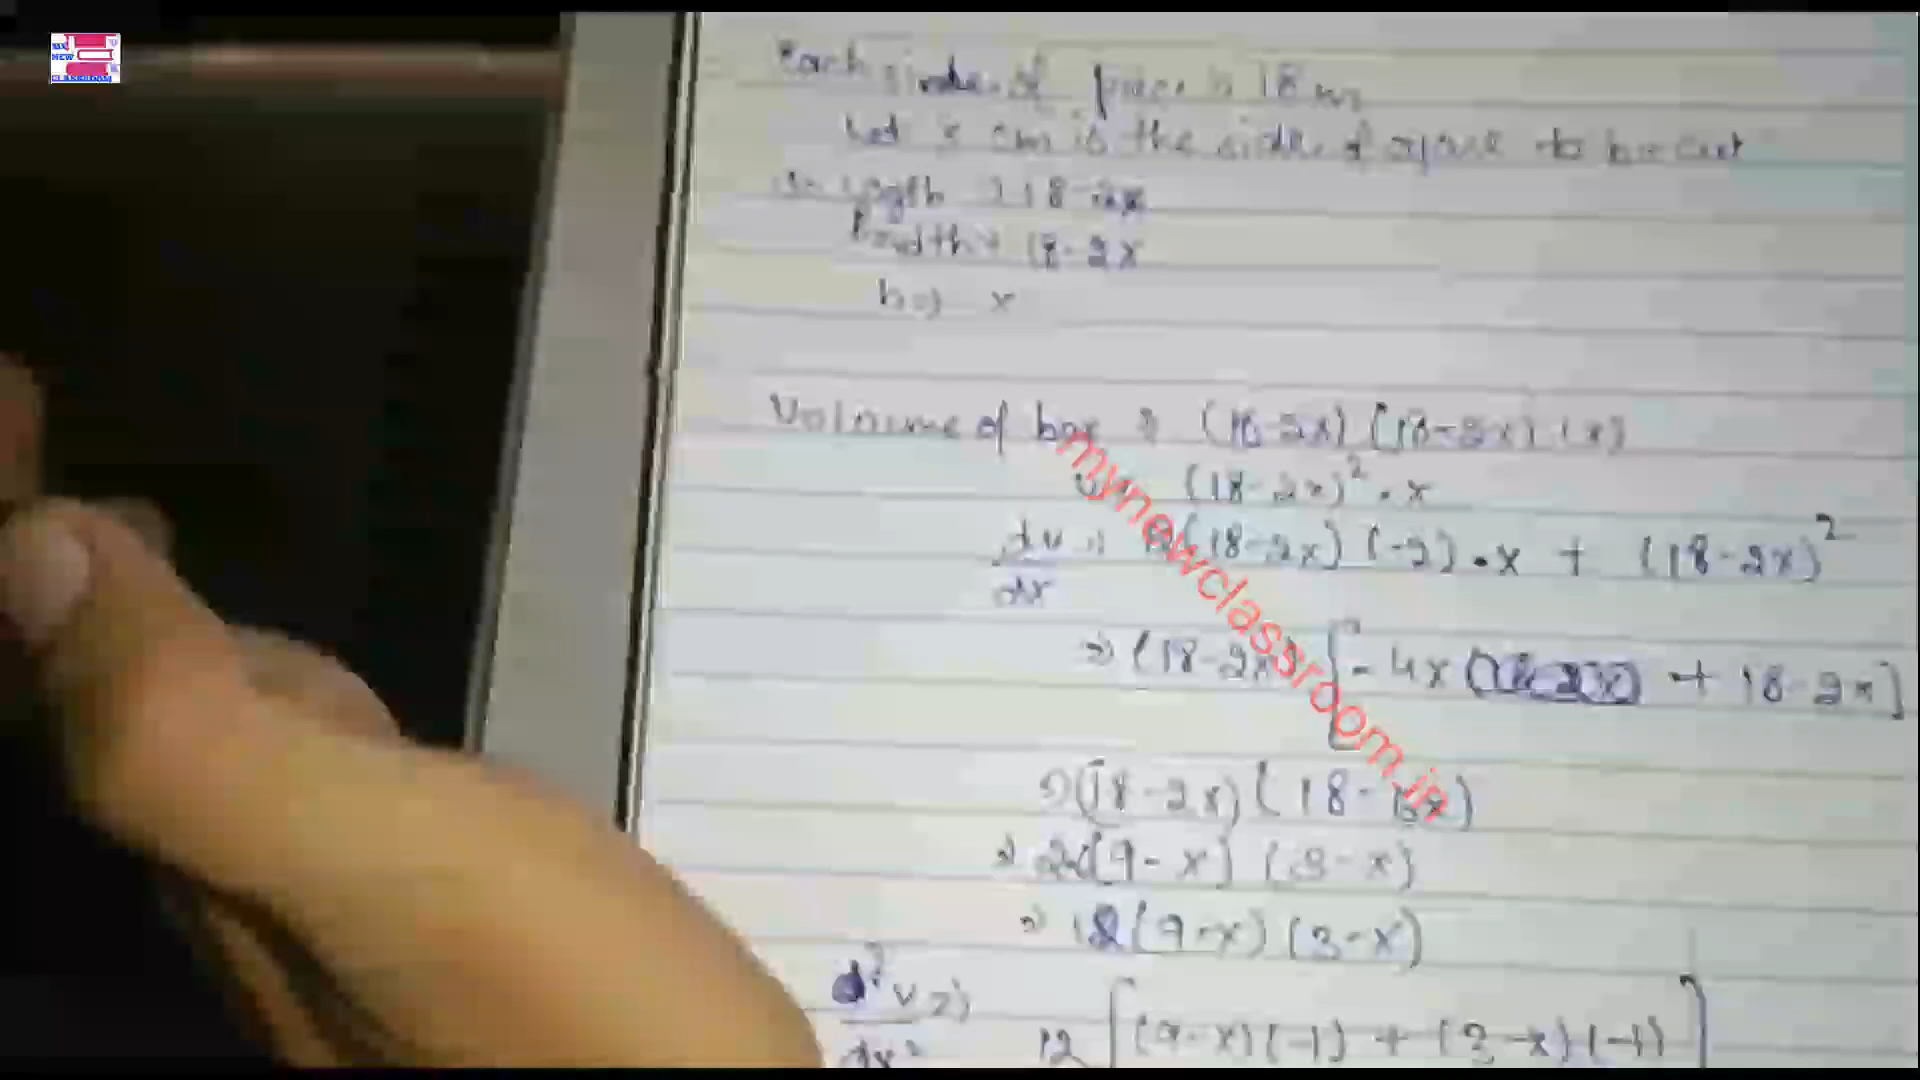 MY
NEW
CLASSROOM
Each side of piece is 18 cm
Let x cm is the side of square to be cut
length ⇒ 18-2x
breadth ⇒ 18-2x
h ⇒ x
Volume of box ⇒ (18-2x) (18-2x) (x)
(18-2x)² · x
dv/dx ⇒ 2(18-2x) (-2) · x + (18-2x)²
⇒ (18-2x) [-4x + 18-2x]
⇒ (18-2x) (18-6x)
(9-x) (3-x)
⇒ 12 (9-x) (3-x)
d²v/dx² ⇒ 12 [(9-x)(-1) + (3-x)(-1)]
mynewclassroom.in